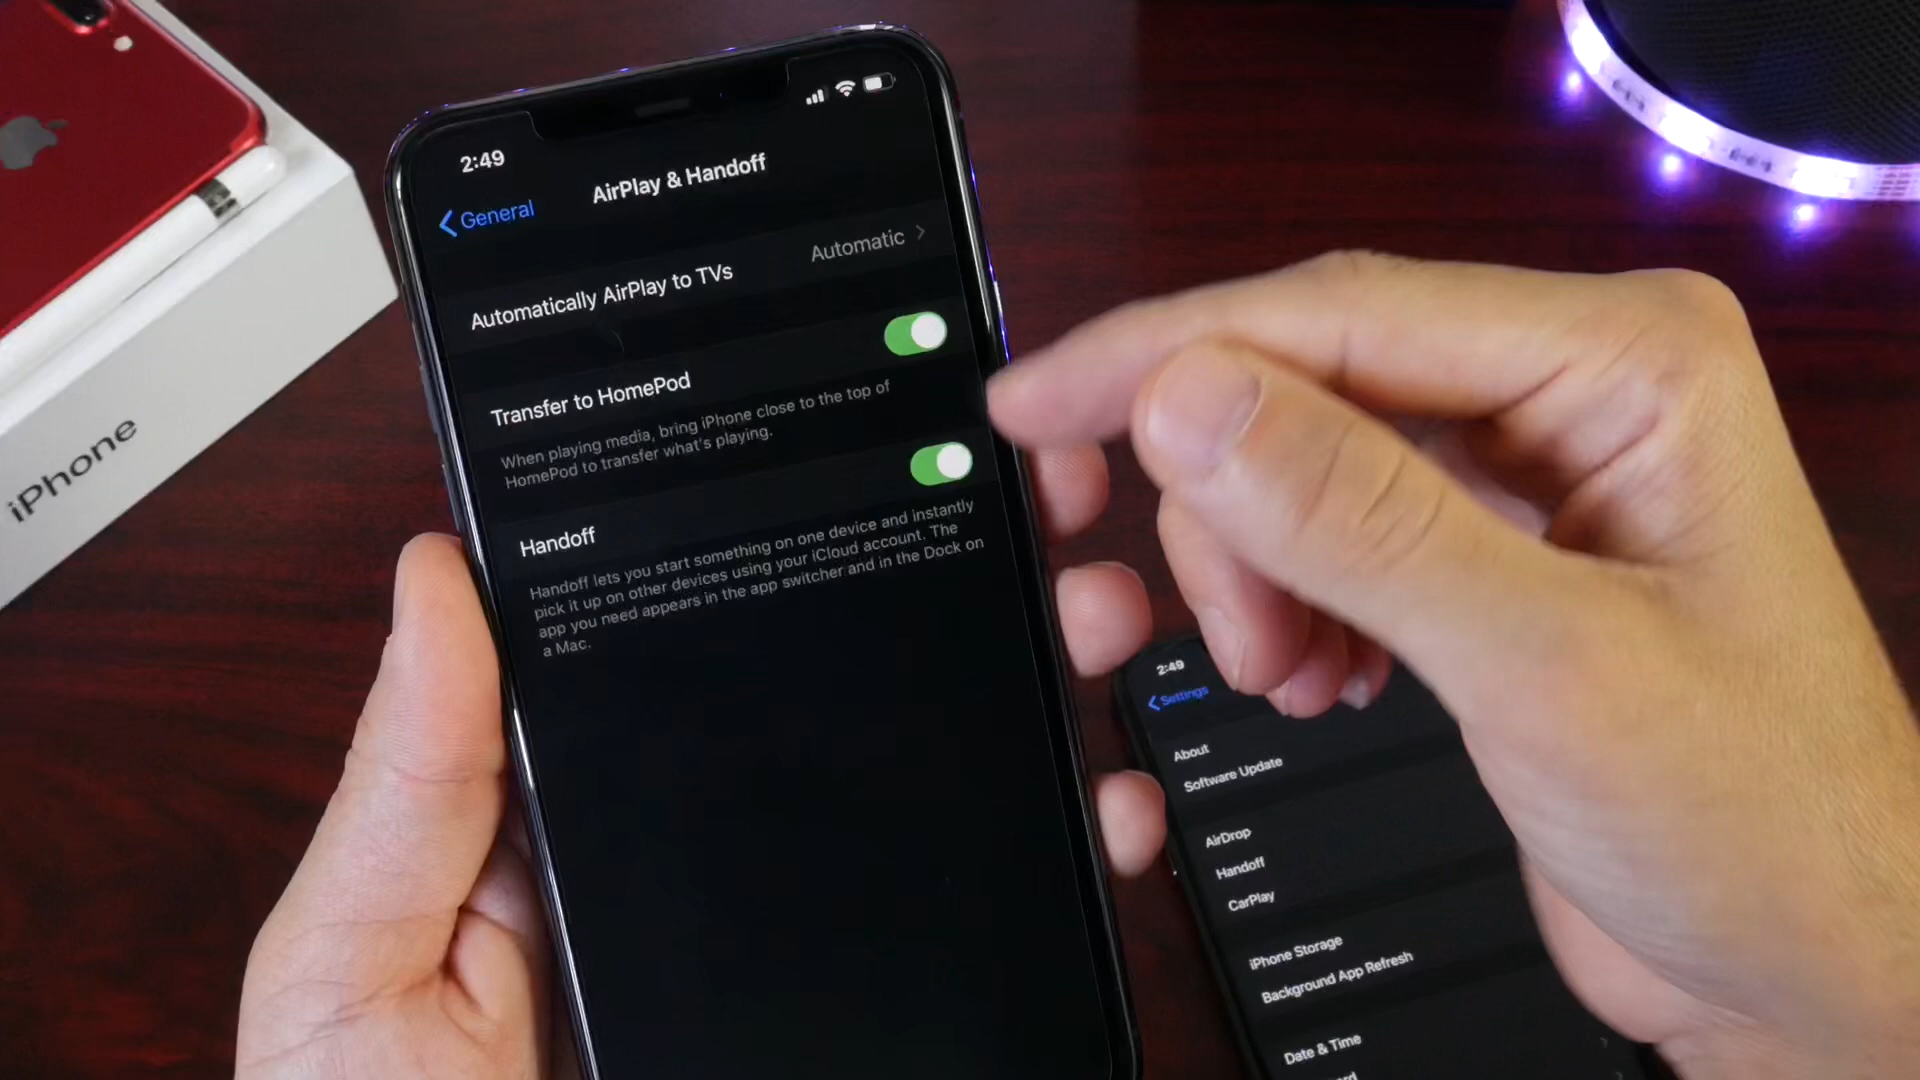 2:49
General
AirPlay & Handoff
Automatically AirPlay to TVs
Automatic
Transfer to HomePod
When playing media, bring iPhone close to the top of
HomePod to transfer what's playing.
Handoff
Handoff lets you start something on one device and instantly
pick it up on other devices using your iCloud account. The
app you need appears in the app switcher and in the Dock on
a Mac.
iPhone
2:49
Settings
About
Software Update
AirDrop
Handoff
CarPlay
iPhone Storage
Background App Refresh
Date & Time